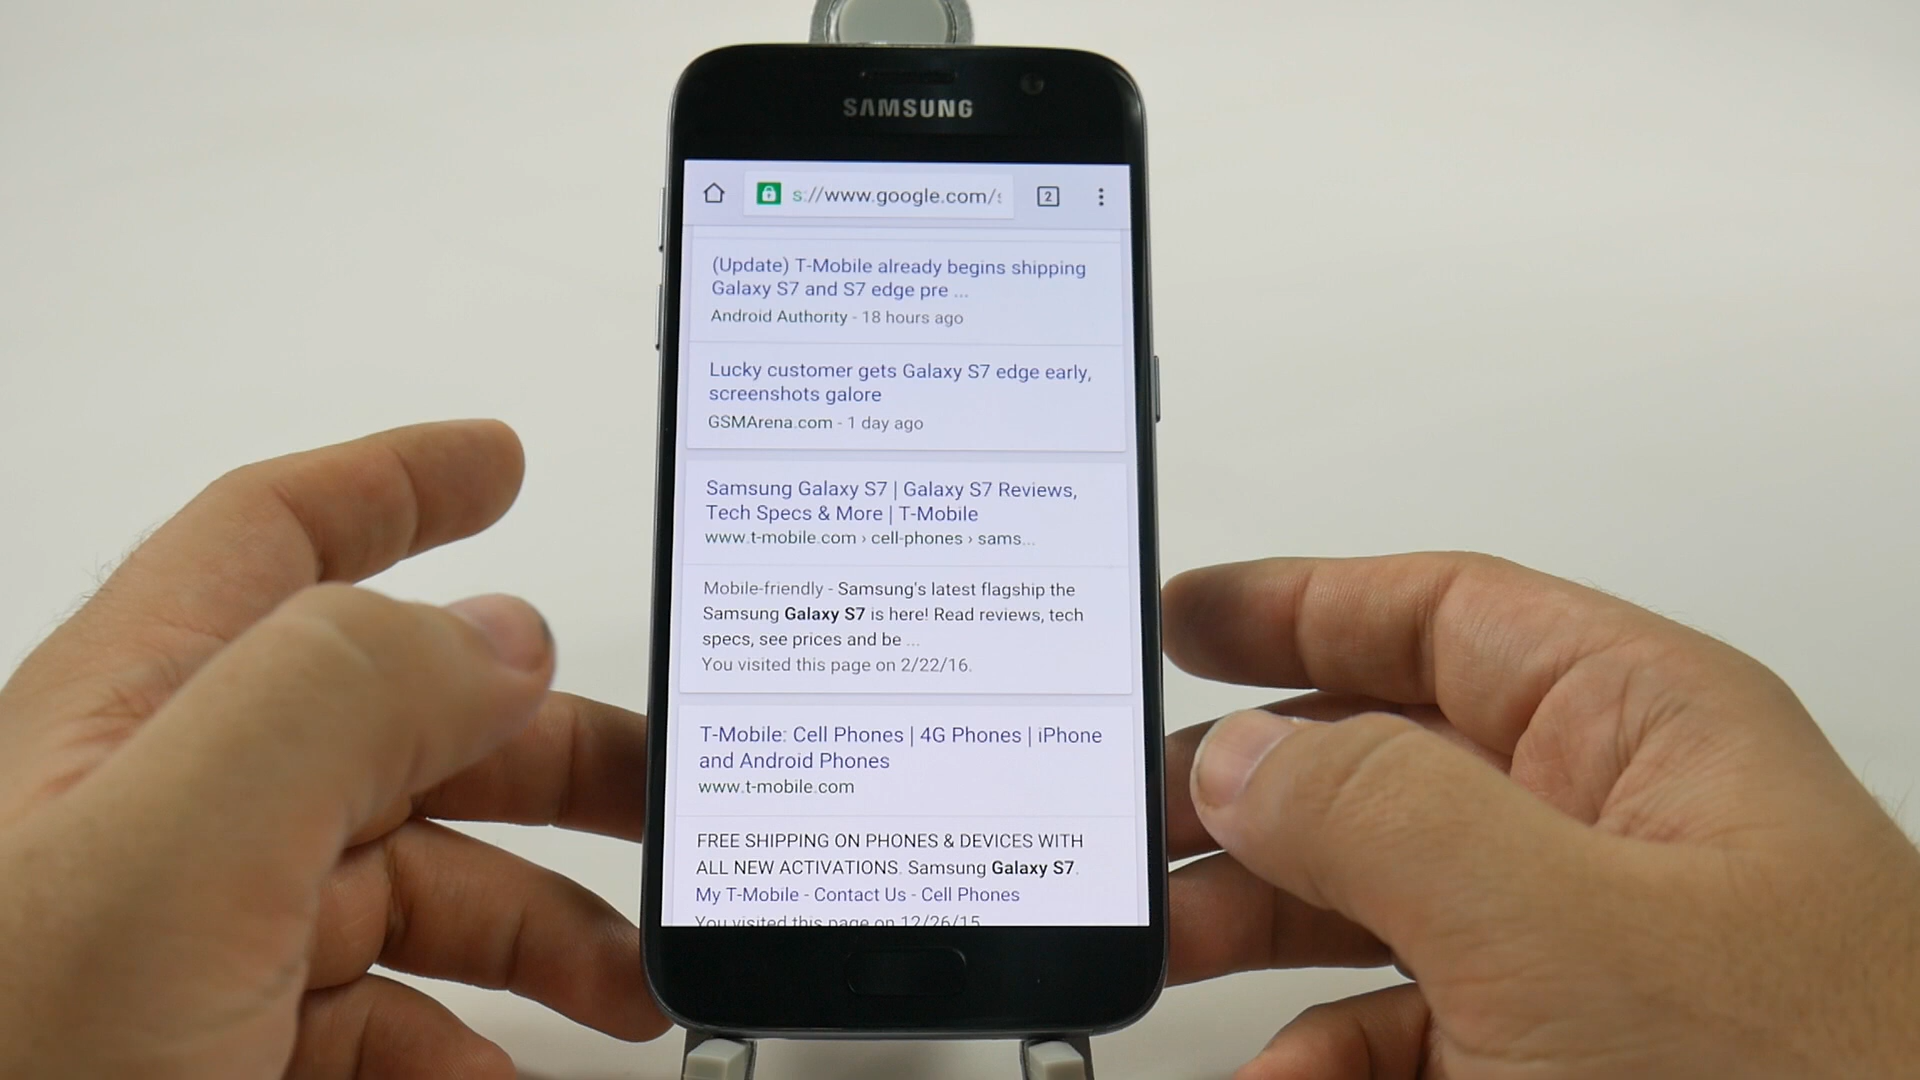 SAMSUNG
s://www.google.com/s
2
(Update) T-Mobile already begins shipping
Galaxy S7 and S7 edge pre ...
Android Authority - 18 hours ago
Lucky customer gets Galaxy S7 edge early,
screenshots galore
GSMArena.com - 1 day ago
Samsung Galaxy S7 | Galaxy S7 Reviews,
Tech Specs & More | T-Mobile
www.t-mobile.com › cell-phones › sams...
Mobile-friendly - Samsung's latest flagship the
Samsung Galaxy S7 is here! Read reviews, tech
specs, see prices and be ...
You visited this page on 2/22/16.
T-Mobile: Cell Phones | 4G Phones | iPhone
and Android Phones
www.t-mobile.com
FREE SHIPPING ON PHONES & DEVICES WITH
ALL NEW ACTIVATIONS. Samsung Galaxy S7.
My T-Mobile - Contact Us - Cell Phones
You visited this page on 12/26/15